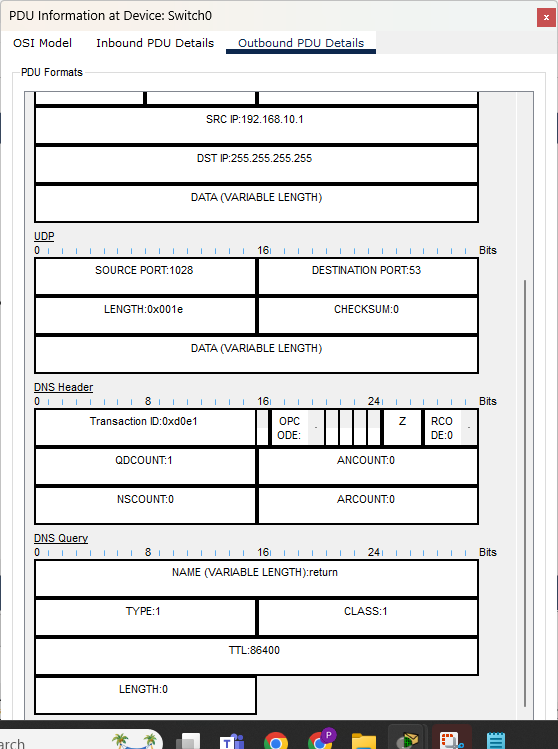 PDU Information at Device: Switch0
x
OSI Model Inbound PDU Details Outbound PDU Details
PDU Formats
SRC IP:192.168.10.1
DST IP:255.255.255.255
DATA (VARIABLE LENGTH)
UDP
0 16 Bits
SOURCE PORT:1028 DESTINATION PORT:53
LENGTH:0x001e CHECKSUM:0
DATA (VARIABLE LENGTH)
DNS Header
0 8 16 24 Bits
Transaction ID:0xd0e1 OPC Z RCO
ODE: DE:0
QDCOUNT:1 ANCOUNT:0
NSCOUNT:0 ARCOUNT:0
DNS Query
0 8 16 24 Bits
NAME (VARIABLE LENGTH):return
TYPE:1 CLASS:1
TTL:86400
LENGTH:0
arch P